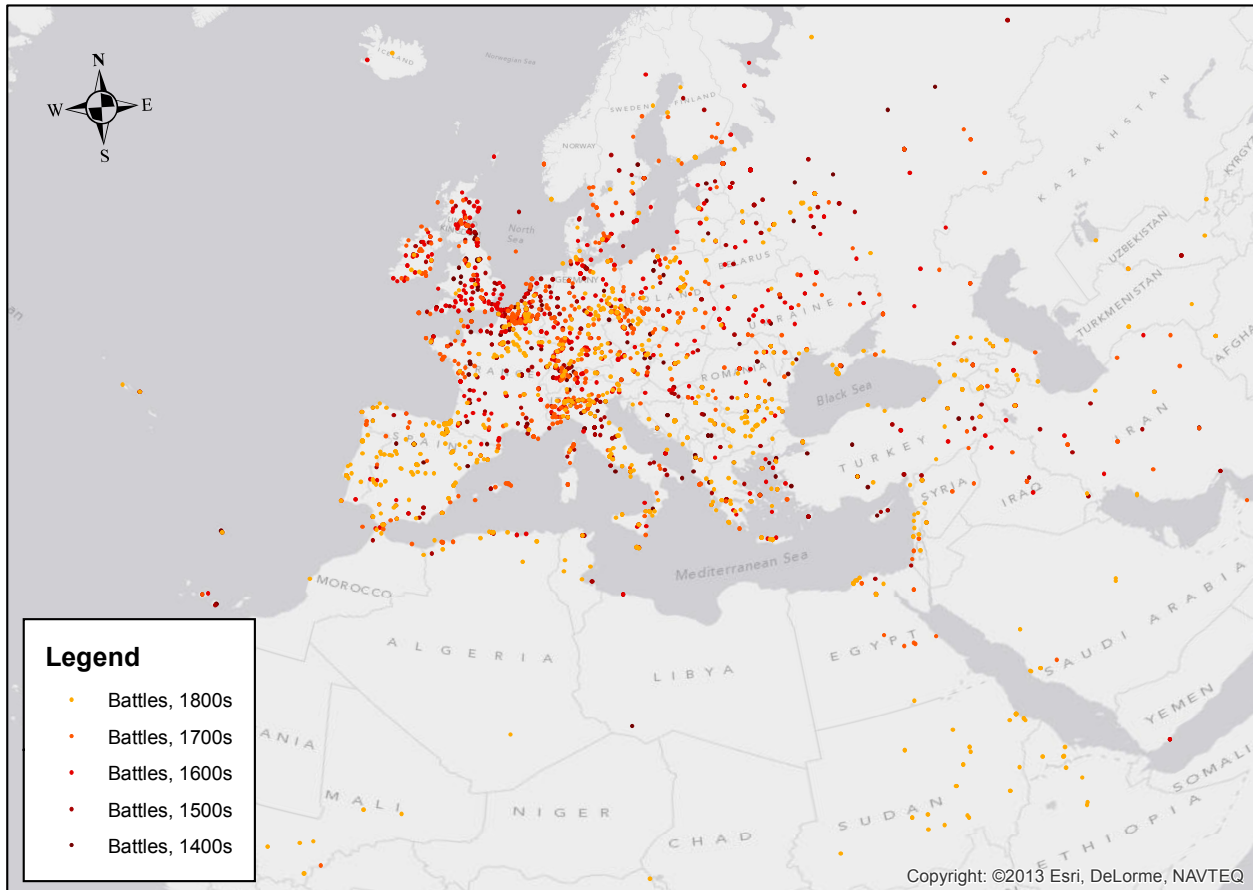 N
W E
S
ICELAND
Norwegian Sea
SWEDEN
FINLAND
NORWAY
North
Sea
BELARUS
GERMANY
POLAND
UKRAINE
KAZAKHSTAN
UZBEKISTAN
TURKMENISTAN
ROMANIA
Black Sea
SPAIN
TURKEY
SYRIA
IRAQ
IRAN
Mediterranean Sea
MOROCCO
ALGERIA
LIBYA
EGYPT
SAUDI ARABIA
YEMEN
MALI
NIGER
CHAD
SUDAN
ETHIOPIA
Legend
Battles, 1800s
Battles, 1700s
Battles, 1600s
Battles, 1500s
Battles, 1400s
Copyright: ©2013 Esri, DeLorme, NAVTEQ